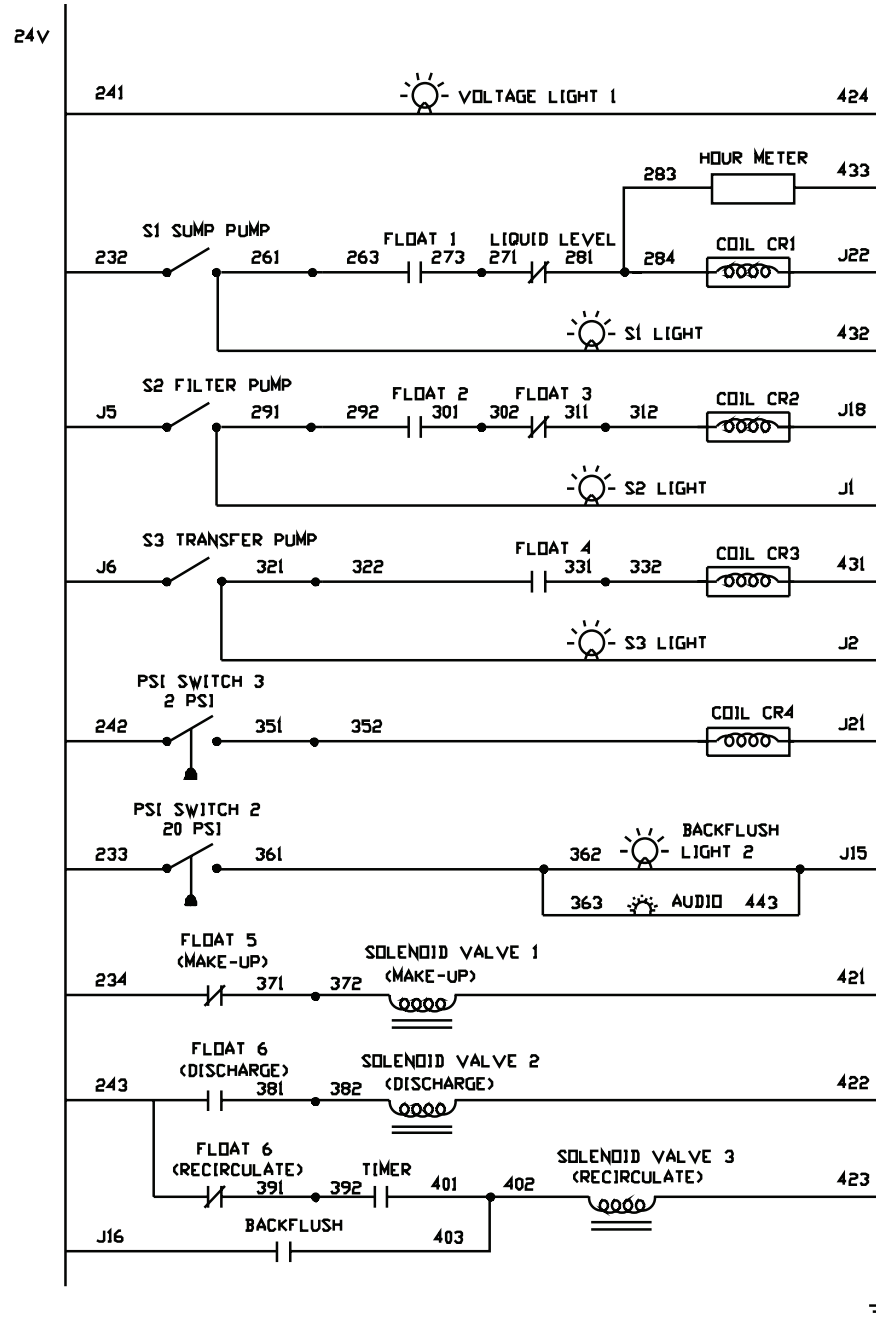 24V
241 VOLTAGE LIGHT 1 424
HOUR METER
283 433
S1 SUMP PUMP FLOAT 1 LIQUID LEVEL COIL CR1
232 261 263 273 271 281 284 J22
S1 LIGHT 432
S2 FILTER PUMP FLOAT 2 FLOAT 3 COIL CR2
J5 291 292 301 302 311 312 J18
S2 LIGHT J1
S3 TRANSFER PUMP FLOAT 4 COIL CR3
J6 321 322 331 332 431
S3 LIGHT J2
PSI SWITCH 3
2 PSI COIL CR4
242 351 352 J21
PSI SWITCH 2
20 PSI BACKFLUSH
233 361 362 LIGHT 2 J15
363 AUDIO 443
FLOAT 5 SOLENOID VALVE 1
(MAKE-UP) (MAKE-UP)
234 371 372 421
FLOAT 6 SOLENOID VALVE 2
(DISCHARGE) (DISCHARGE)
243 381 382 422
FLOAT 6 SOLENOID VALVE 3
(RECIRCULATE) TIMER (RECIRCULATE)
391 392 401 402 423
BACKFLUSH
J16 403